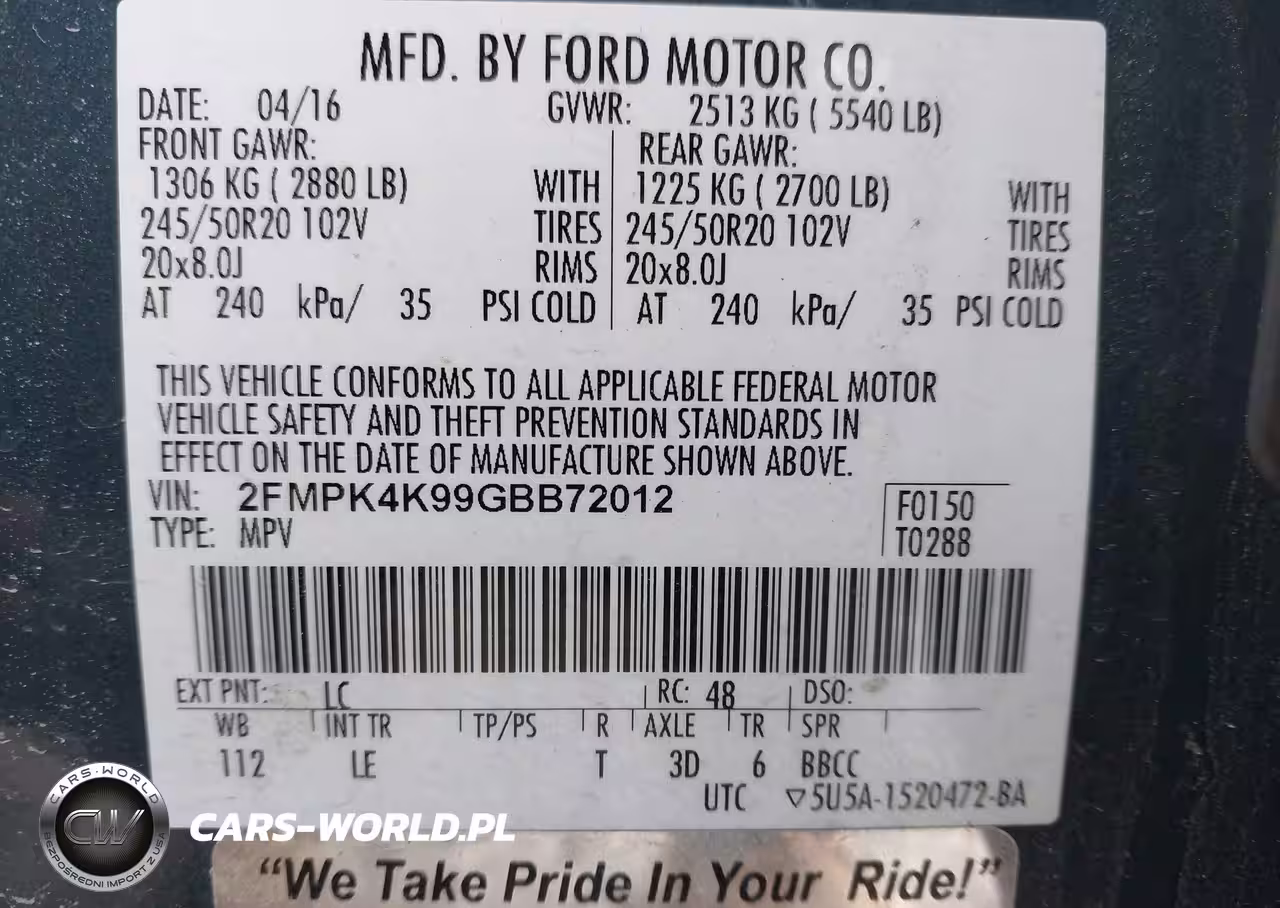 MFD. BY FORD MOTOR CO.
DATE: 04/16 GVWR: 2513 KG ( 5540 LB)
FRONT GAWR: REAR GAWR:
1306 KG ( 2880 LB) WITH 1225 KG ( 2700 LB) WITH
245/50R20 102V TIRES 245/50R20 102V TIRES
20x8.0J RIMS 20x8.0J RIMS
AT 240 kPa/ 35 PSI COLD AT 240 kPa/ 35 PSI COLD
THIS VEHICLE CONFORMS TO ALL APPLICABLE FEDERAL MOTOR
VEHICLE SAFETY AND THEFT PREVENTION STANDARDS IN
EFFECT ON THE DATE OF MANUFACTURE SHOWN ABOVE.
VIN: 2FMPK4K99GBB72012 F0150
TYPE: MPV T0288
EXT PNT: LC RC: 48 DSO:
WB INT TR TP/PS R AXLE TR SPR
112 LE T 3D 6 BBCC
UTC ▽5U5A-1520472-BA
CARS-WORLD
CW
BEZPOŚREDNI IMPORT Z USA
CARS-WORLD.PL
“We Take Pride In Your Ride!”